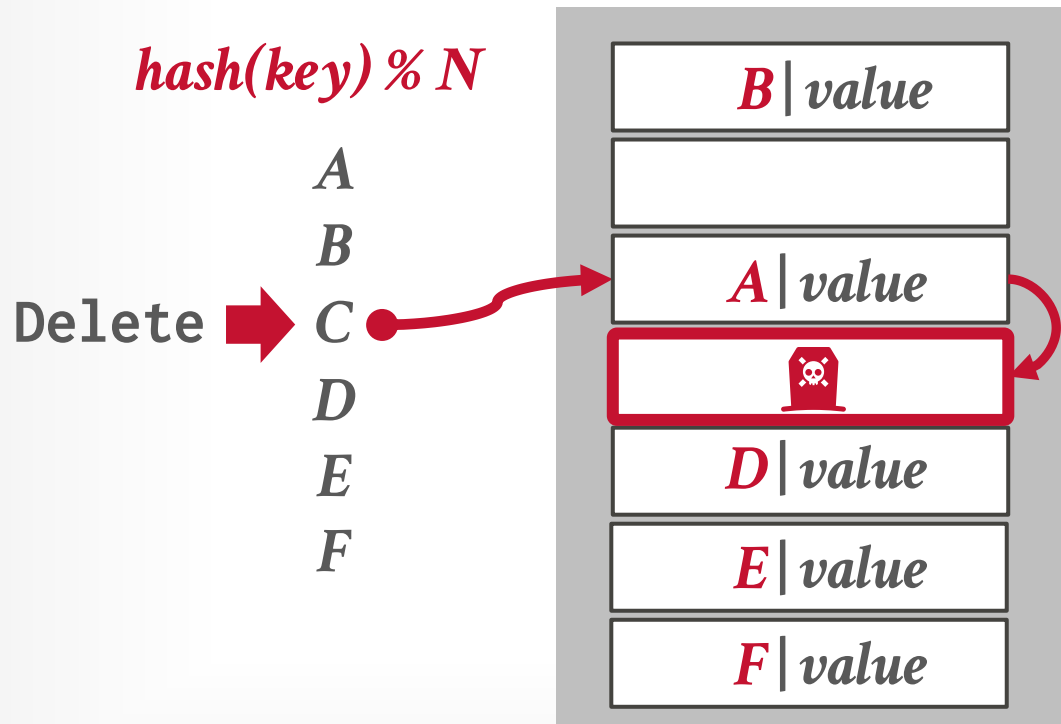 hash(key) % N
A
B
Delete
C
D
E
F
B|value
A|value
D|value
E|value
F|value